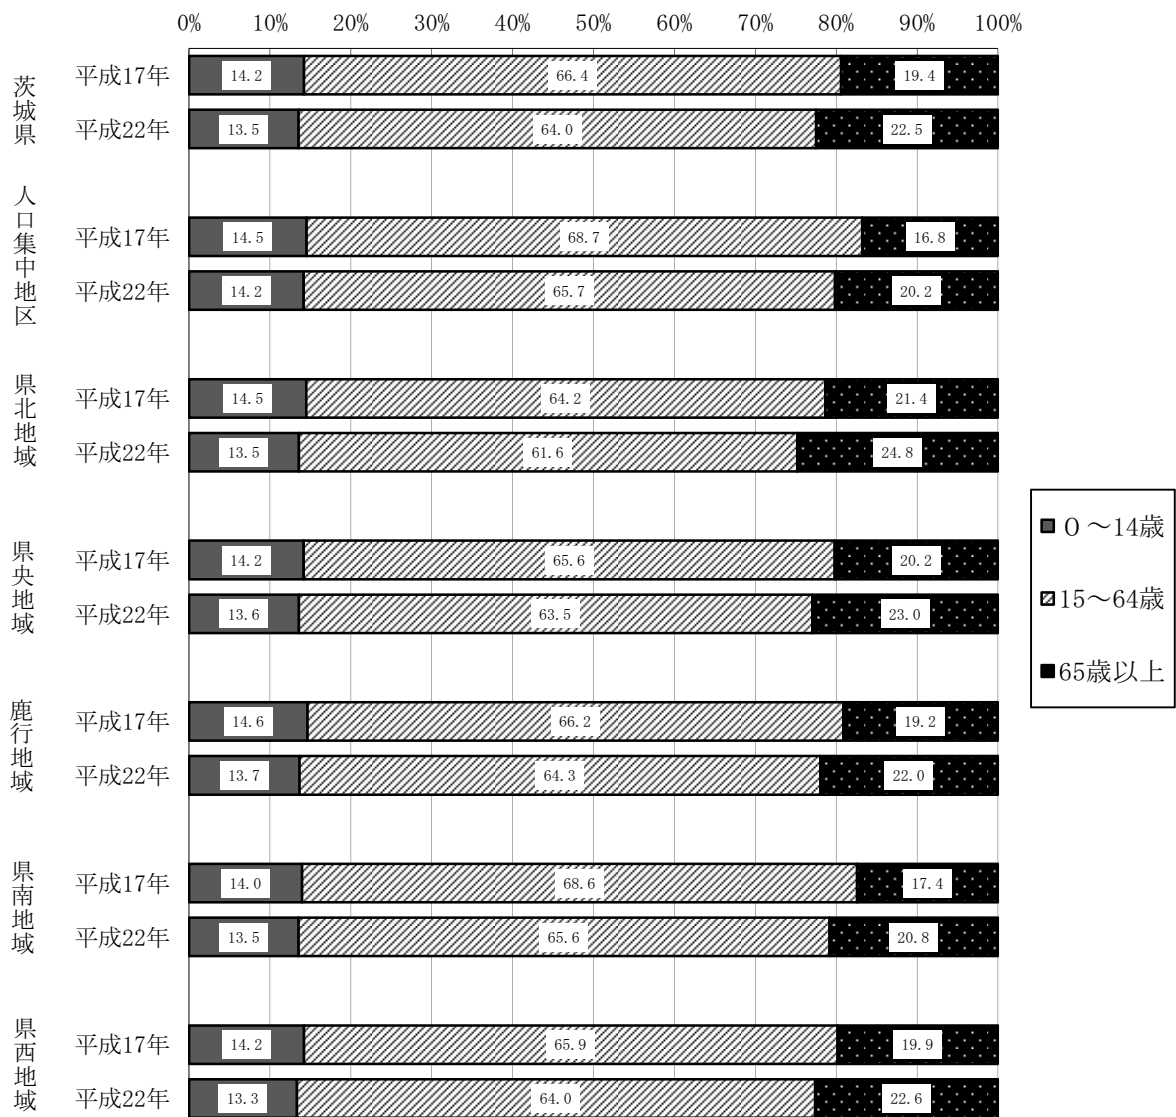 0% 10% 20% 30% 40% 50% 60% 70% 80% 90% 100%
茨城県
平成17年 14.2 66.4 19.4
平成22年 13.5 64.0 22.5
人口集中地区
平成17年 14.5 68.7 16.8
平成22年 14.2 65.7 20.2
県北地域
平成17年 14.5 64.2 21.4
平成22年 13.5 61.6 24.8
県央地域
平成17年 14.2 65.6 20.2
平成22年 13.6 63.5 23.0
鹿行地域
平成17年 14.6 66.2 19.2
平成22年 13.7 64.3 22.0
県南地域
平成17年 14.0 68.6 17.4
平成22年 13.5 65.6 20.8
県西地域
平成17年 14.2 65.9 19.9
平成22年 13.3 64.0 22.6
０～14歳
15～64歳
65歳以上